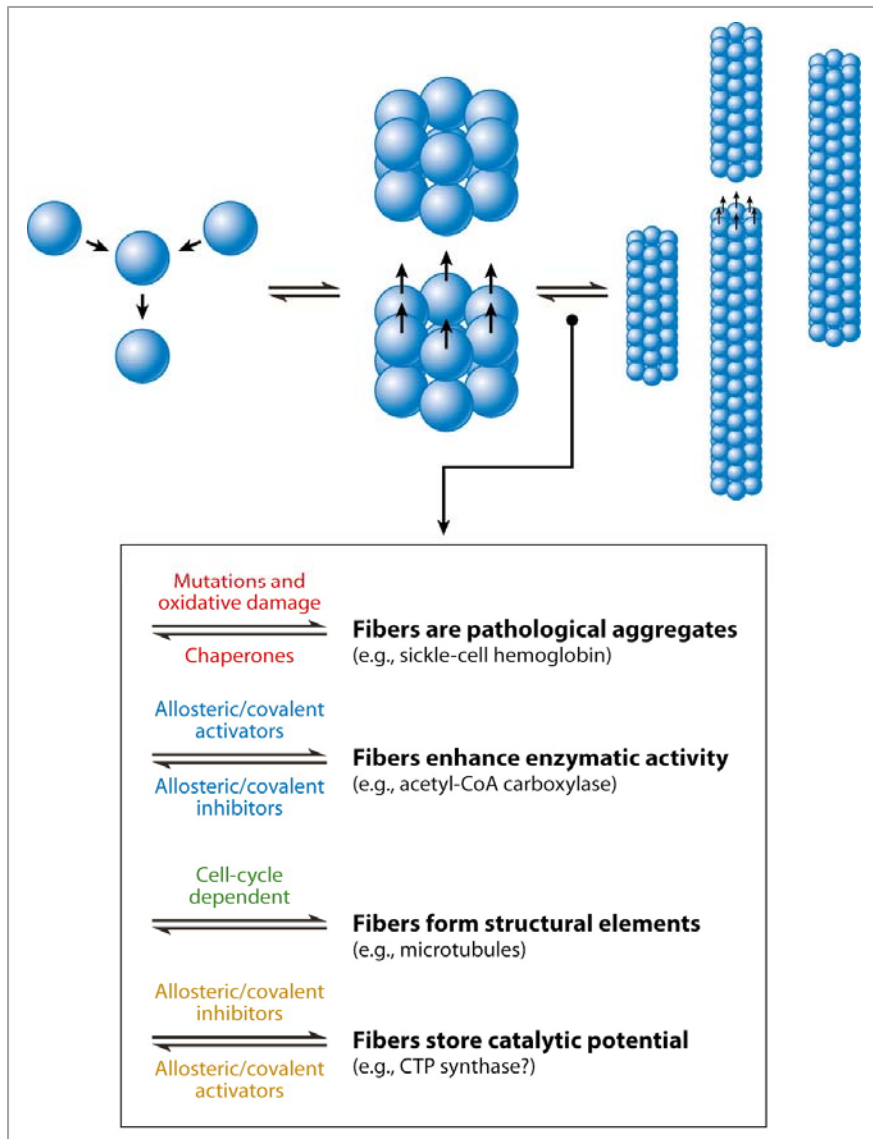 Mutations and
oxidative damage
Chaperones
Fibers are pathological aggregates
(e.g., sickle-cell hemoglobin)
Allosteric/covalent
activators
Allosteric/covalent
inhibitors
Fibers enhance enzymatic activity
(e.g., acetyl-CoA carboxylase)
Cell-cycle
dependent
Fibers form structural elements
(e.g., microtubules)
Allosteric/covalent
inhibitors
Allosteric/covalent
activators
Fibers store catalytic potential
(e.g., CTP synthase?)